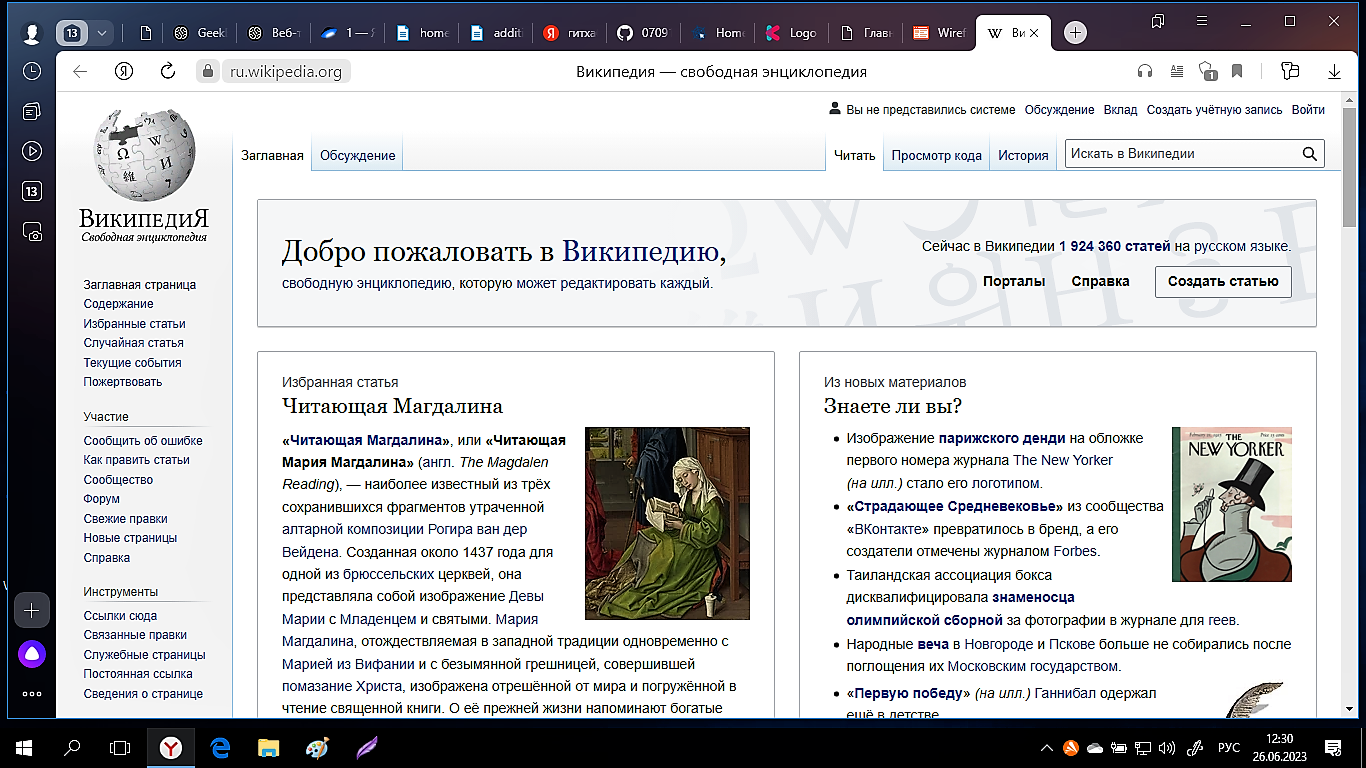 13
Geek
Веб-т
1 — Я
home
additi
гитха
0709
Home
Logo
Главн
Wiref
Ви
ru.wikipedia.org
Википедия — свободная энциклопедия
1
13
ВикипедиЯ
Свободная энциклопедия
Вы не представились системе Обсуждение Вклад Создать учётную запись Войти
Заглавная Обсуждение
Читать Просмотр кода История
Искать в Википедии
Заглавная страница
Содержание
Избранные статьи
Случайная статья
Текущие события
Пожертвовать
Участие
Сообщить об ошибке
Как править статьи
Сообщество
Форум
Свежие правки
Новые страницы
Справка
Инструменты
Ссылки сюда
Связанные правки
Служебные страницы
Постоянная ссылка
Сведения о странице
Добро пожаловать в Википедию,
свободную энциклопедию, которую может редактировать каждый.
Сейчас в Википедии 1 924 360 статей на русском языке.
Порталы Справка Создать статью
Избранная статья
Читающая Магдалина
«Читающая Магдалина», или «Читающая
Мария Магдалина» (англ. The Magdalen
Reading), — наиболее известный из трёх
сохранившихся фрагментов утраченной
алтарной композиции Рогира ван дер
Вейдена. Созданная около 1437 года для
одной из брюссельских церквей, она
представляла собой изображение Девы
Марии с Младенцем и святыми. Мария
Магдалина, отождествляемая в западной традиции одновременно с
Марией из Вифании и с безымянной грешницей, совершившей
помазание Христа, изображена отрешённой от мира и погружённой в
чтение священной книги. О её прежней жизни напоминают богатые
Из новых материалов
Знаете ли вы?
Изображение парижского денди на обложке
первого номера журнала The New Yorker
(на илл.) стало его логотипом.
«Страдающее Средневековье» из сообщества
«ВКонтакте» превратилось в бренд, а его
создатели отмечены журналом Forbes.
Таиландская ассоциация бокса
дисквалифицировала знаменосца
олимпийской сборной за фотографии в журнале для геев.
Народные веча в Новгороде и Пскове больше не собирались после
поглощения их Московским государством.
«Первую победу» (на илл.) Ганнибал одержал
ещё в детстве.
THE
NEW YORKER
РУС
12:30
26.06.2023